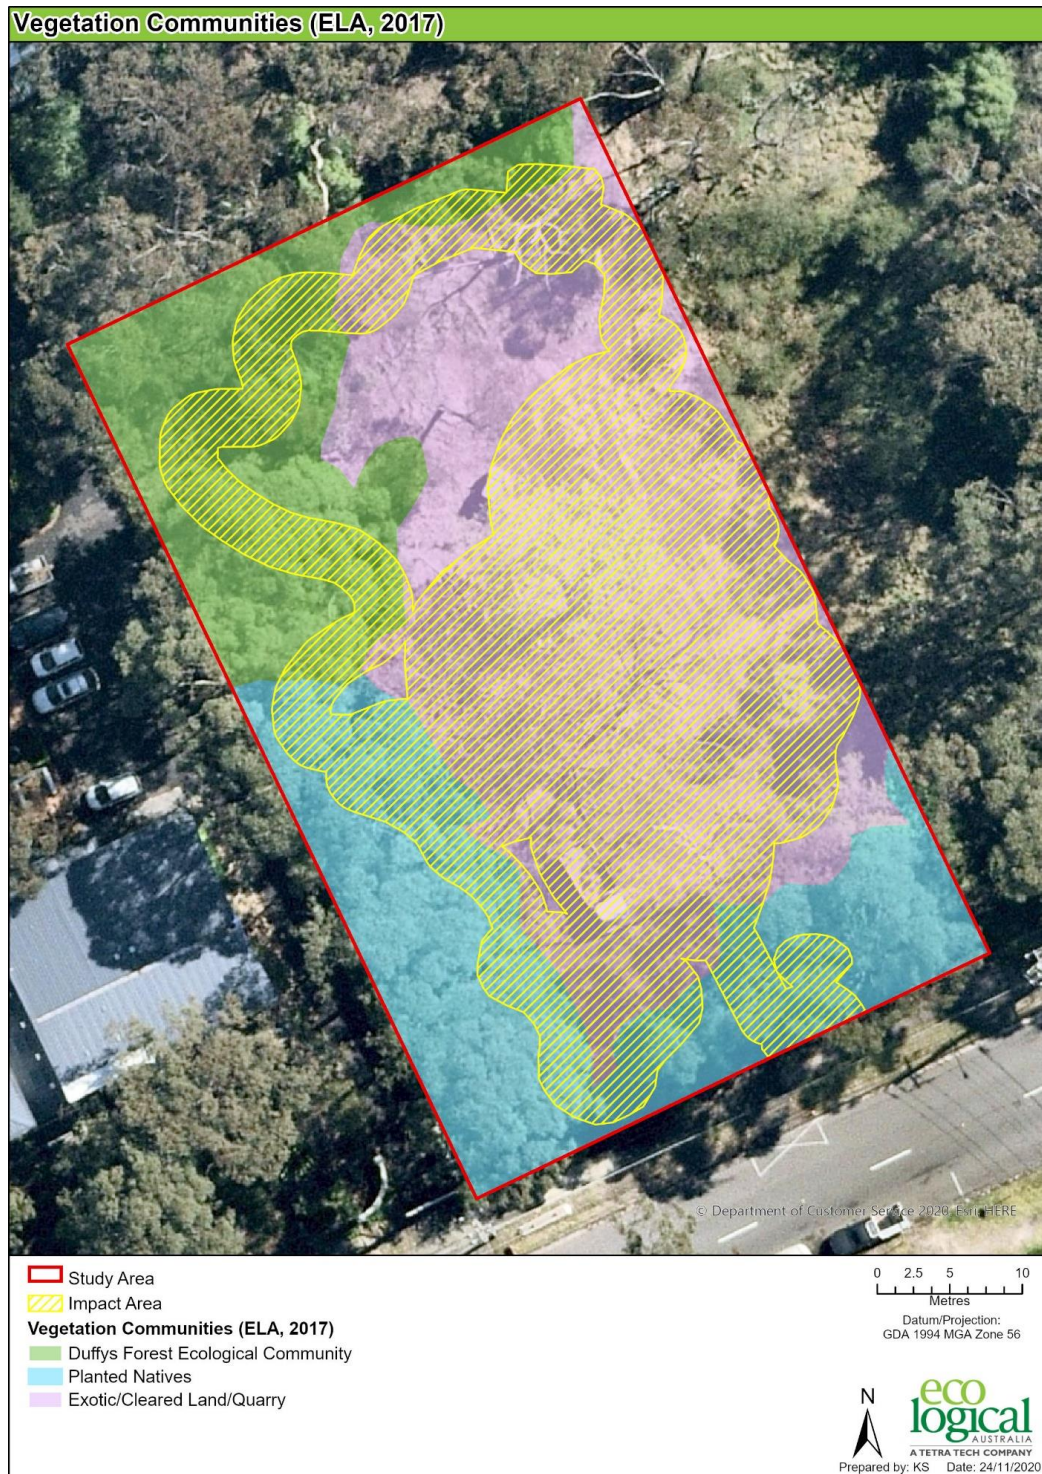 Vegetation Communities (ELA, 2017)
© Department of Customer Service 2020, Esri, HERE
Study Area
Impact Area
Vegetation Communities (ELA, 2017)
Duffys Forest Ecological Community
Planted Natives
Exotic/Cleared Land/Quarry
0 2.5 5 10
Metres
Datum/Projection:
GDA 1994 MGA Zone 56
N
eco
logical
AUSTRALIA
A TETRA TECH COMPANY
Prepared by: KS Date: 24/11/2020